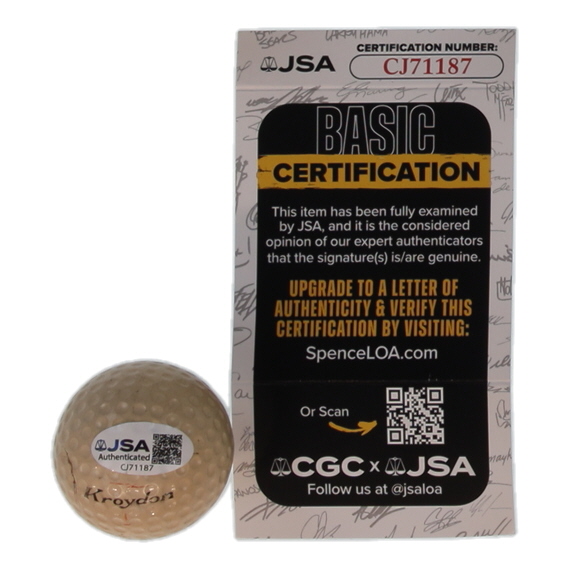 JSA
CERTIFICATION NUMBER:
CJ71187
BASIC
CERTIFICATION
This item has been fully examined
by JSA, and it is the considered
opinion of our expert authenticators
that the signature(s) is/are genuine.
UPGRADE TO A LETTER OF
AUTHENTICITY & VERIFY THIS
CERTIFICATION BY VISITING:
SpenceLOA.com
Or Scan
CGC x JSA
Follow us at @jsaloa
JSA
Authenticated
CJ71187
Kroydon